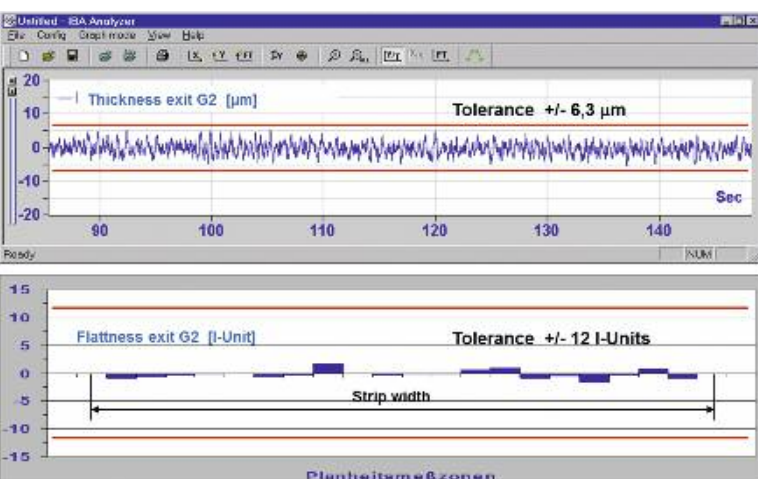 Untitled - IBA Analyzer
File Config Graph mode View Help
20
Thickness exit G2 [µm]
Tolerance +/- 6,3 µm
10
0
-10
Sec
-20
90 100 110 120 130 140
Ready NUM
15
10
Flattness exit G2 [I-Unit]
Tolerance +/- 12 I-Units
5
0
Strip width
-5
-10
-15
Planheitsmeßzonen